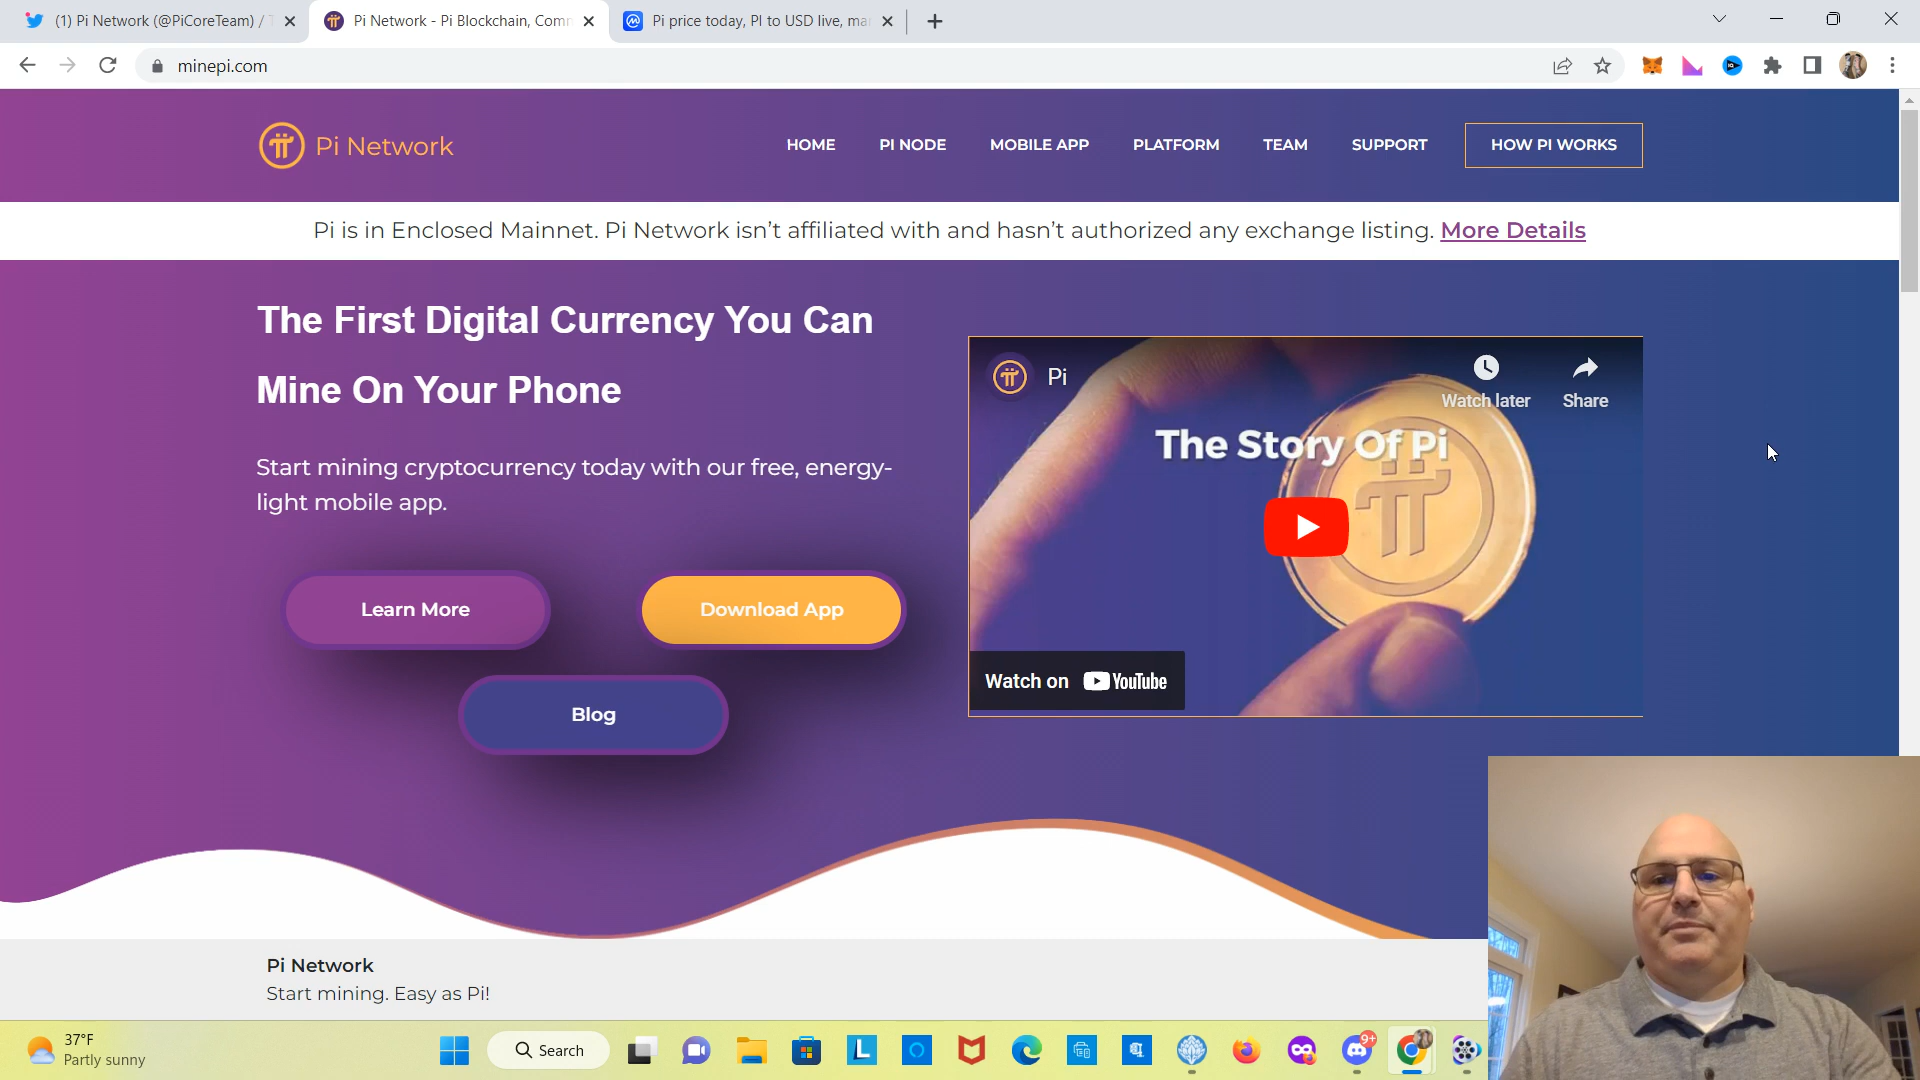 (1) Pi Network (@PiCoreTeam) / T
Pi Network - Pi Blockchain, Comm
Pi price today, PI to USD live, ma
minepi.com
Pi Network
HOME
PI NODE
MOBILE APP
PLATFORM
TEAM
SUPPORT
HOW PI WORKS
Pi is in Enclosed Mainnet. Pi Network isn't affiliated with and hasn't authorized any exchange listing. More Details
The First Digital Currency You Can
Mine On Your Phone
Start mining cryptocurrency today with our free, energy-
light mobile app.
Learn More
Download App
Blog
Pi
Watch later
Share
The Story Of Pi
Watch on YouTube
Pi Network
Start mining. Easy as Pi!
37°F
Partly sunny
Search
L
9+